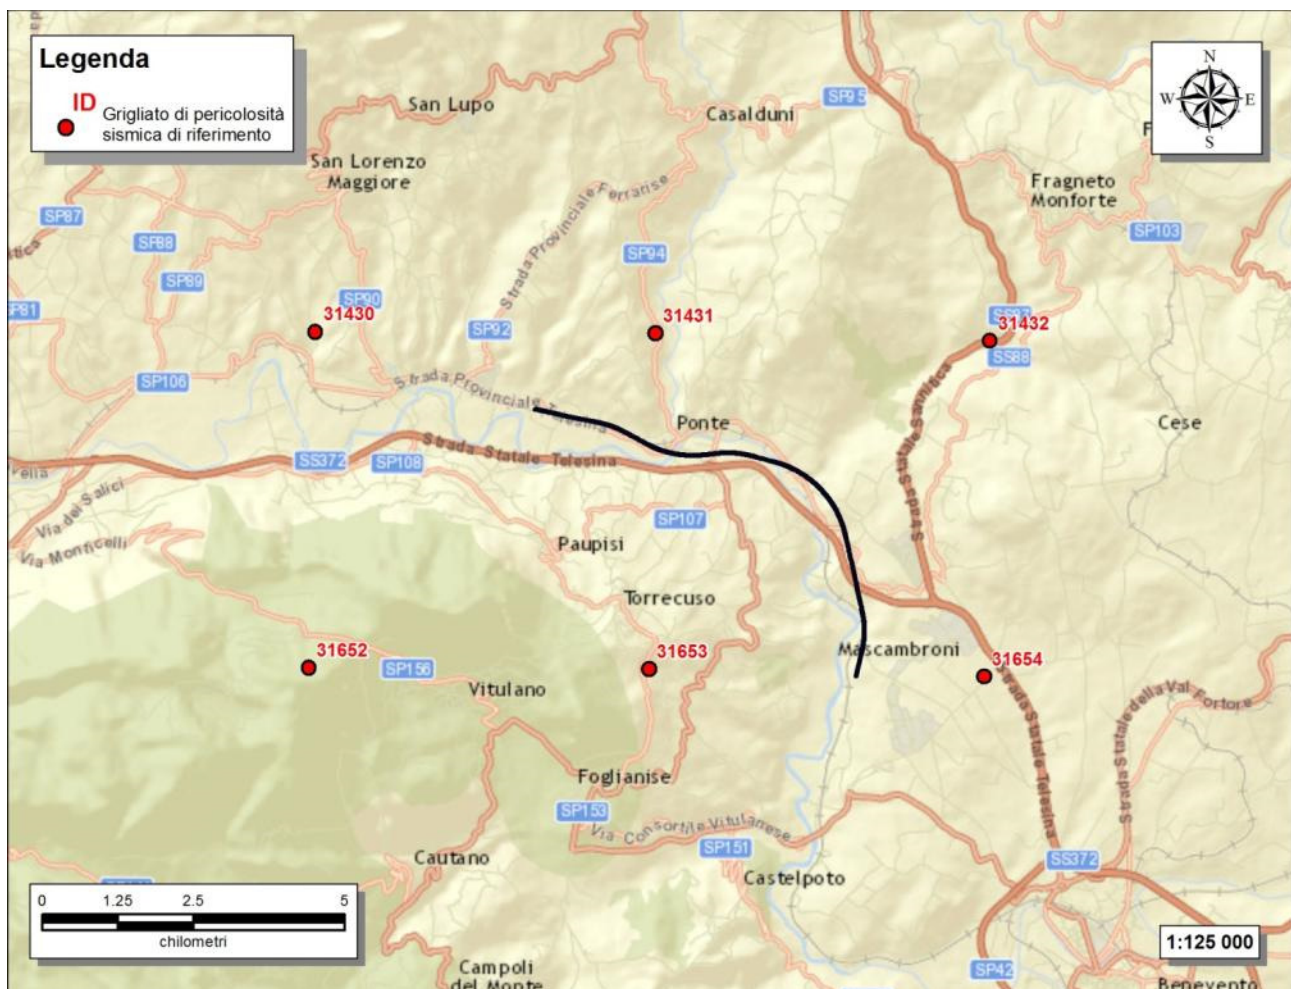 Legenda
ID
Grigliato di pericolosità
sismica di riferimento
N
W
E
S
San Lupo
Casalduni
SP95
San Lorenzo
Maggiore
Fragneto
Monforte
SP87
SP88
SP89
SP90
SP92
SP94
SP103
Strada Provinciale Ferrarise
31430
31431
31432
SS88
SP106
Strada Provinciale Telesina
Ponte
Cese
Strada Statale Sannitica
SS372
SP108
Strada Statale Telesina
Via dei Salici
Via Monticelli
SP107
Paupisi
Torrecuso
31652
31653
31654
SP156
Mascambroni
Vitulano
Strada Statale Telesina
Strada Statale della Val Fortore
Foglianise
SP153
Via Consortile Vitulanese
SP151
Cautano
Castelpoto
SS372
0
1.25
2.5
5
chilometri
1:125 000
Campoli
del Monte
SP42
Benevento